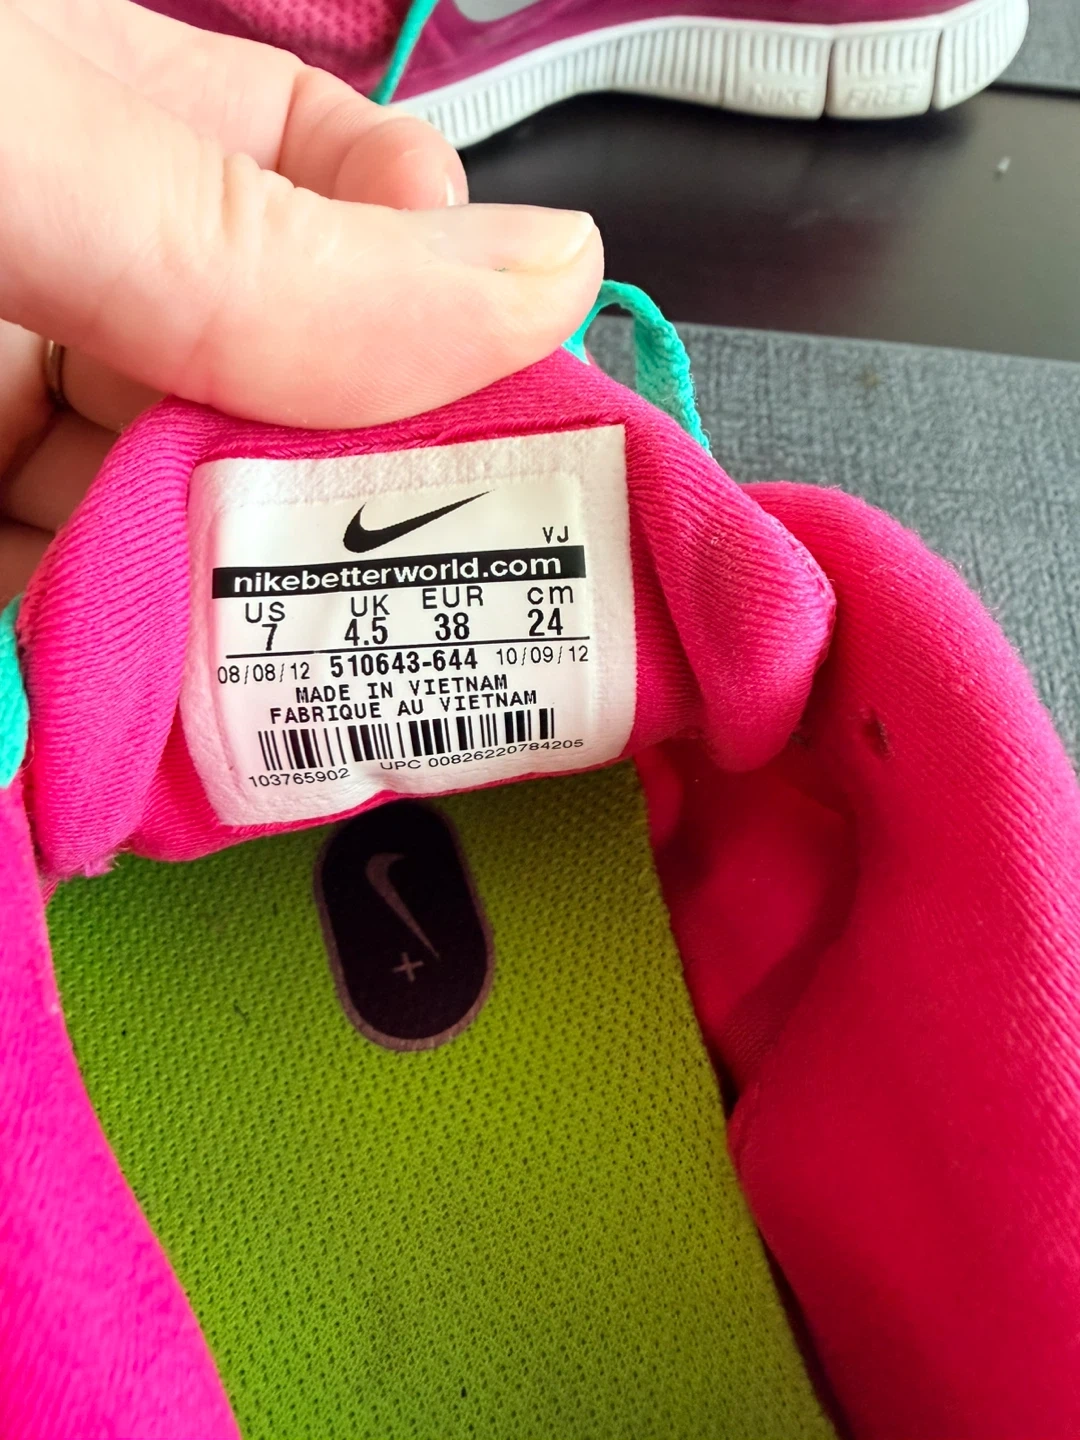 NIKE FREE
VJ
nikebetterworld.com
US UK EUR cm
7 4.5 38 24
08/08/12 510643-644 10/09/12
MADE IN VIETNAM
FABRIQUE AU VIETNAM
103765902 UPC 00826220784205
+